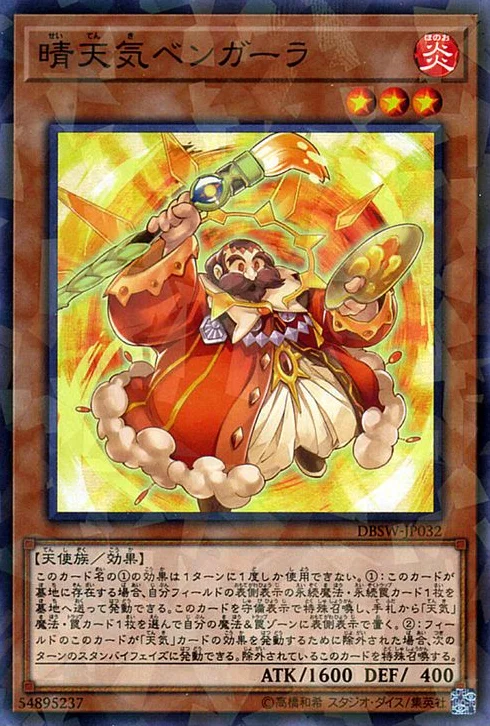 晴天気ベンガーラ
炎
DBSW-JP032
【天使族／効果】
このカード名の①の効果は1ターンに1度しか使用できない。①：このカードが
墓地に存在する場合、自分フィールドの表側表示の永続魔法・永続罠カード1枚を
墓地へ送って発動できる。このカードを守備表示で特殊召喚し、手札から「天気」
魔法・罠カード1枚を選んで自分の魔法＆罠ゾーンに表側表示で置く。②：フィ
ールドのこのカードが「天気」カードの効果を発動するために除外された場合、次の
ターンのスタンバイフェイズに発動できる。除外されているこのカードを特殊召喚する。
ATK/1600 DEF/ 400
54895237 ©高橋和希 スタジオ・ダイス/集英社